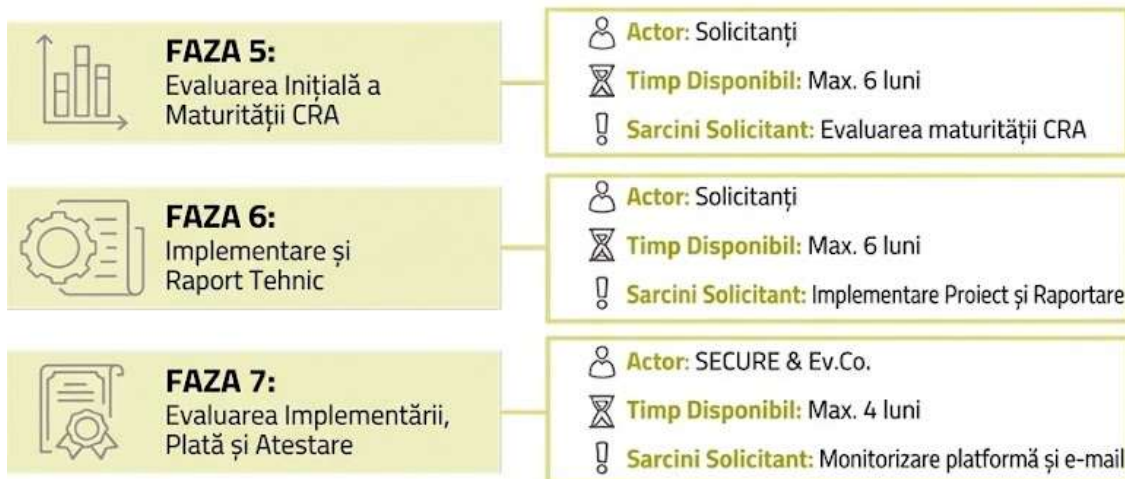 FAZA 5:
Evaluarea Inițială a
Maturității CRA
Actor: Solicitanți
Timp Disponibil: Max. 6 luni
Sarcini Solicitant: Evaluarea maturității CRA
FAZA 6:
Implementare și
Raport Tehnic
Actor: Solicitanți
Timp Disponibil: Max. 6 luni
Sarcini Solicitant: Implementare Proiect și Raportare
FAZA 7:
Evaluarea Implementării,
Plată și Atestare
Actor: SECURE & Ev.Co.
Timp Disponibil: Max. 4 luni
Sarcini Solicitant: Monitorizare platformă și e-mail